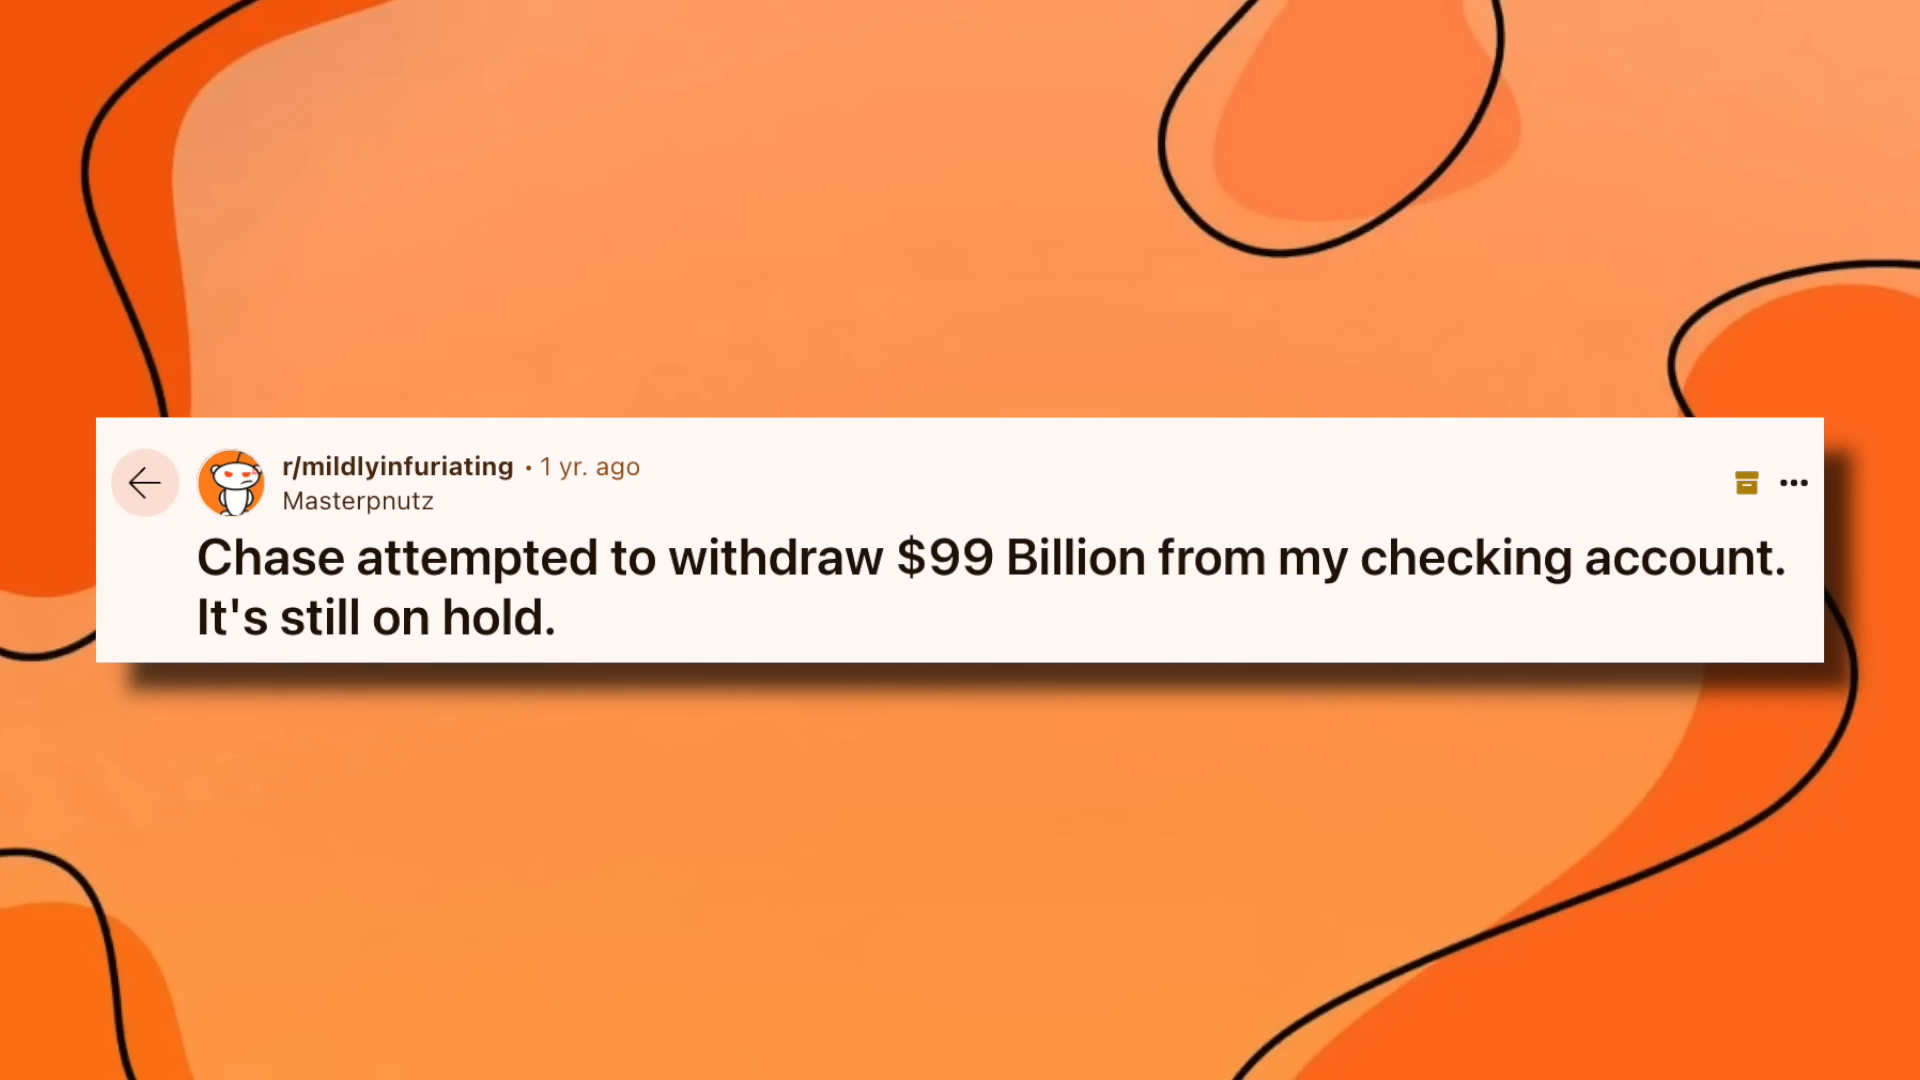 r/mildlyinfuriating • 1 yr. ago
Masterpnutz
Chase attempted to withdraw $99 Billion from my checking account.
It's still on hold.